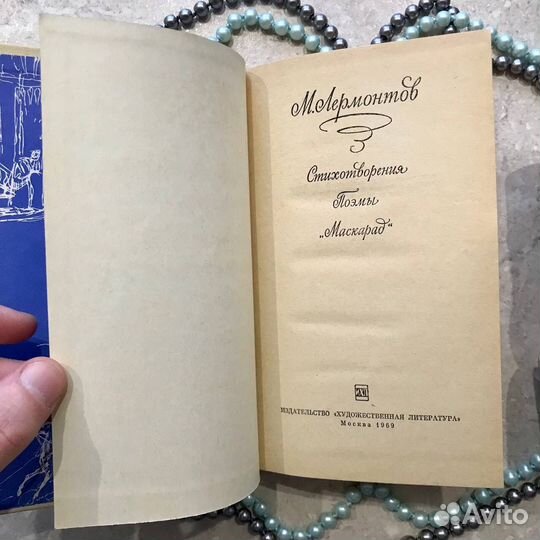 М. Лермонтов
Стихотворения
Поэмы
„Маскарад“
ИЗДАТЕЛЬСТВО «ХУДОЖЕСТВЕННАЯ ЛИТЕРАТУРА»
Москва 1969
Avito